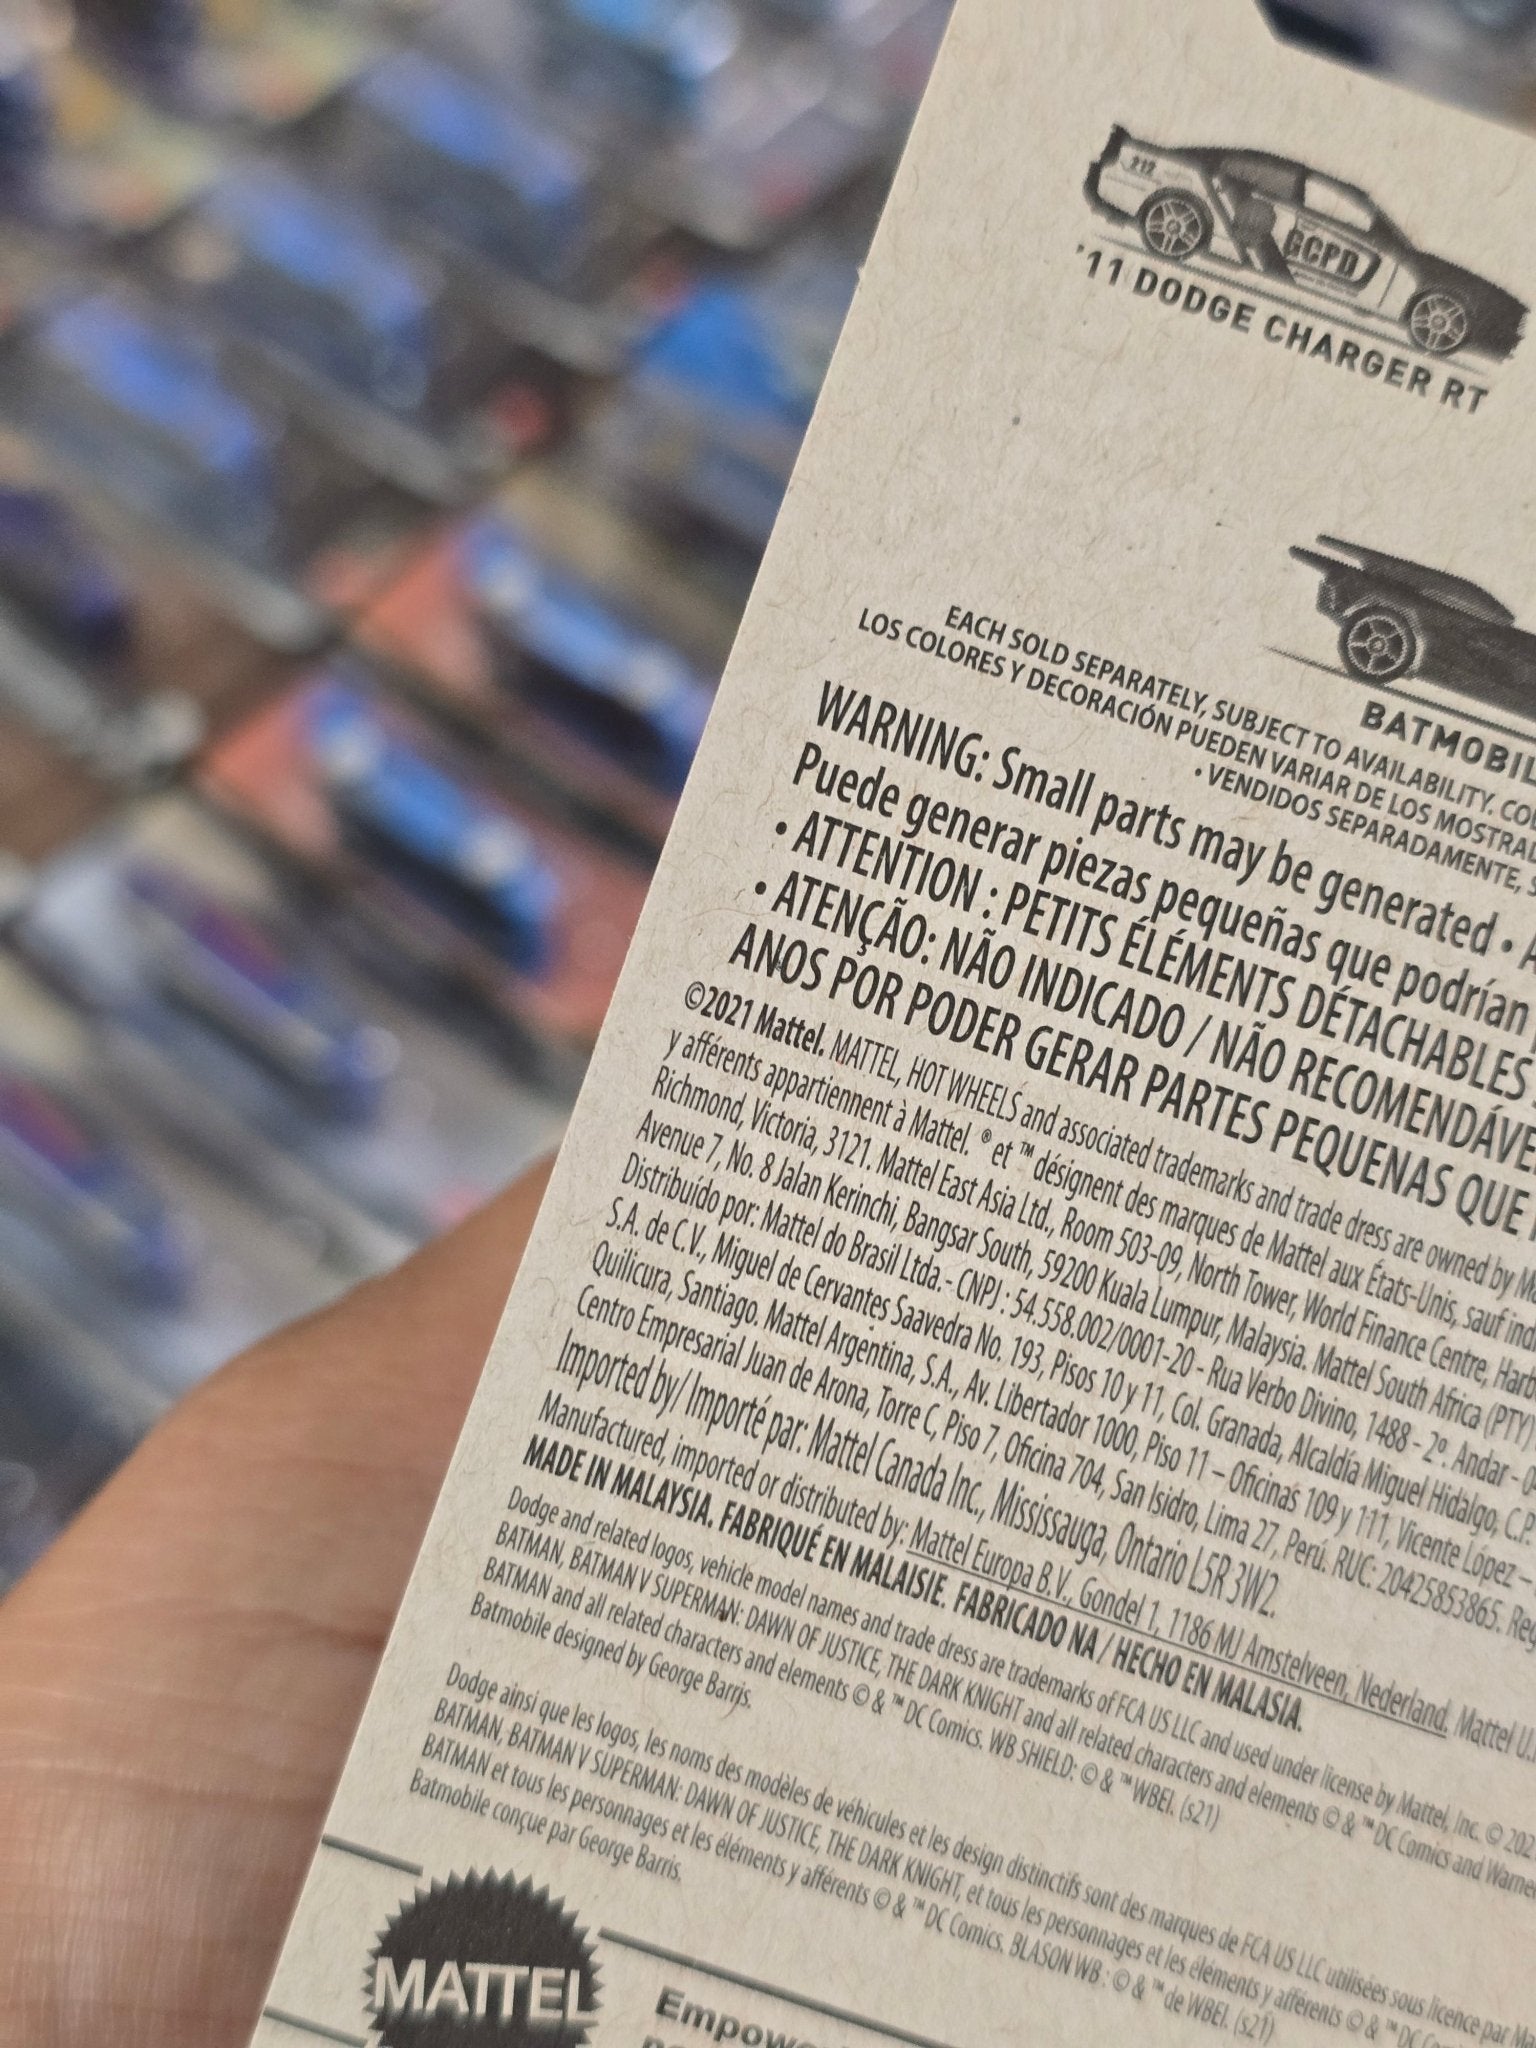 212
GCPD
'11 DODGE CHARGER RT
EACH SOLD SEPARATELY, SUBJECT TO AVAILABILITY.
LOS COLORES Y DECORACIÓN PUEDEN VARIAR DE LOS
• VENDIDOS SEPARADAMENTE,
WARNING: Small parts may be generated •
Puede generar piezas pequeñas que podrían
• ATTENTION : PETITS ÉLÉMENTS DÉTACHABLES
• ATENÇÃO: NÃO INDICADO / NÃO
ANOS POR PODER GERAR PARTES PEQUENAS QUE
©2021 Mattel. MATTEL, HOT WHEELS and associated trademarks and trade dress are owned by
y afférents appartiennent à Mattel. ® et ™ désignent des marques de Mattel aux États-Unis, sauf
Richmond, Victoria, 3121. Mattel East Asia Ltd., Room 503-09, North Tower, World Finance Centre,
Avenue 7, No. 8 Jalan Kerinchi, Bangsar South, 59200 Kuala Lumpur, Malaysia. Mattel South Africa (PTY)
Distribuído por: Mattel do Brasil Ltda. - CNPJ : 54.558.002/0001-20 - Rua Verbo Divino, 1488 - 2º. Andar -
S.A. de C.V., Miguel de Cervantes Saavedra No. 193, Pisos 10 y 11, Col. Granada, Alcaldía Miguel Hidalgo, C.P.
Quilicura, Santiago. Mattel Argentina, S.A., Av. Libertador 1000, Piso 11 – Oficinas 109 y 111, Vicente López –
Centro Empresarial Juan de Arona, Torre C, Piso 7, Oficina 704, San Isidro, Lima 27, Perú. RUC: 20425853865.
Imported by/ Importé par: Mattel Canada Inc., Mississauga, Ontario L5R 3W2.
Manufactured, imported or distributed by: Mattel Europa B.V., Gondel 1, 1186 MJ Amstelveen, Nederland. Mattel
MADE IN MALAYSIA. FABRIQUÉ EN MALAISIE. FABRICADO NA / HECHO EN MALASIA.
Dodge and related logos, vehicle model names and trade dress are trademarks of FCA US LLC and used under license by Mattel, Inc. ©
BATMAN, BATMAN V SUPERMAN: DAWN OF JUSTICE, THE DARK KNIGHT and all related characters and elements © & ™ DC Comics and
BATMAN and all related characters and elements © & ™ DC Comics. WB SHIELD: © & ™ WBEI. (s21)
Batmobile designed by George Barris.
Dodge ainsi que les logos, les noms des modèles de véhicules et les design distinctifs sont des marques de FCA US LLC utilisées sous licence par
BATMAN, BATMAN V SUPERMAN: DAWN OF JUSTICE, THE DARK KNIGHT, et tous les personnages et les éléments y afférents © & ™ DC
BATMAN et tous les personnages et les éléments y afférents © & ™ DC Comics. BLASON WB : © & ™ de WBEI. (s21)
Batmobile conçue par George Barris.
MATTEL